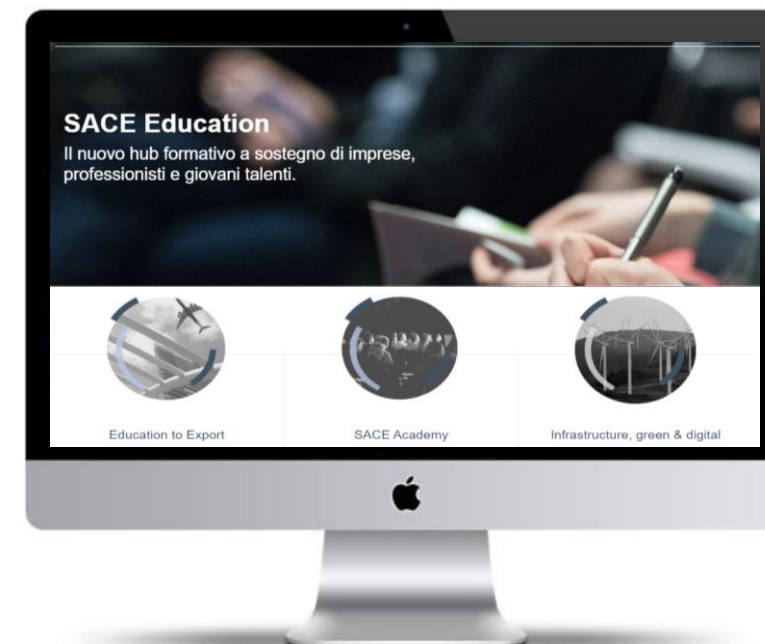 SACE Education
Il nuovo hub formativo a sostegno di imprese,
professionisti e giovani talenti.
Education to Export
SACE Academy
Infrastructure, green & digital